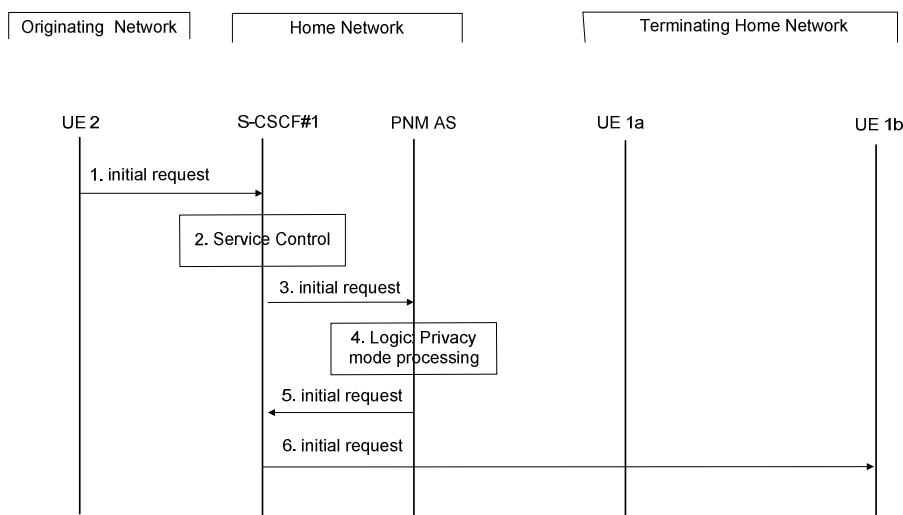 Originating Network
Home Network
Terminating Home Network
UE 2
S-CSCF#1
PNM AS
UE 1a
UE 1b
1. initial request
2. Service Control
3. initial request
4. Logic: Privacy
mode processing
5. initial request
6. initial request